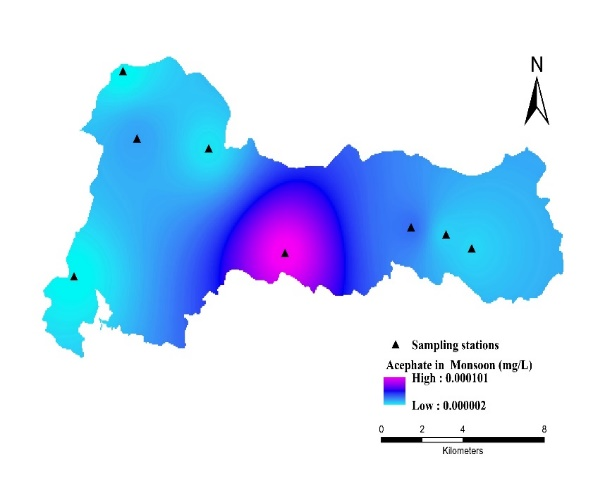 N
Sampling stations
Acephate in Monsoon (mg/L)
High : 0.000101
Low : 0.000002
0 2 4 8
Kilometers